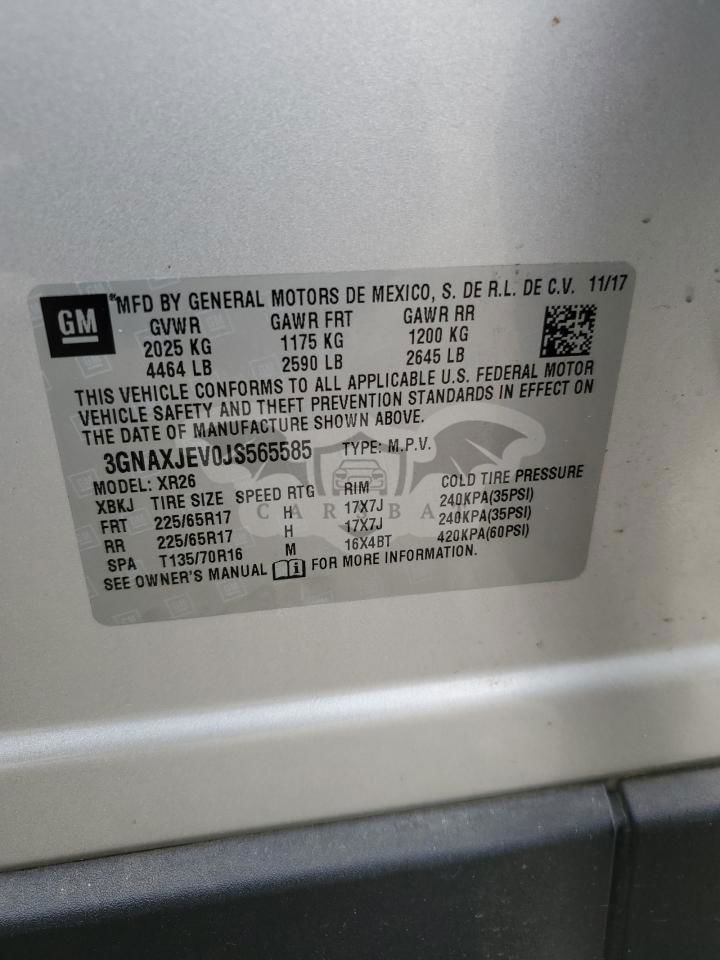 GM
MFD BY GENERAL MOTORS DE MEXICO, S. DE R.L. DE C.V. 11/17
GVWR GAWR FRT GAWR RR
2025 KG 1175 KG 1200 KG
4464 LB 2590 LB 2645 LB
THIS VEHICLE CONFORMS TO ALL APPLICABLE U.S. FEDERAL MOTOR
VEHICLE SAFETY AND THEFT PREVENTION STANDARDS IN EFFECT ON
THE DATE OF MANUFACTURE SHOWN ABOVE.
3GNAXJEV0JS565585 TYPE: M.P.V.
MODEL: XR26
XBKJ TIRE SIZE SPEED RTG RIM COLD TIRE PRESSURE
FRT 225/65R17 H 17X7J 240KPA(35PSI)
RR 225/65R17 H 17X7J 240KPA(35PSI)
SPA T135/70R16 M 16X4BT 420KPA(60PSI)
SEE OWNER'S MANUAL i FOR MORE INFORMATION